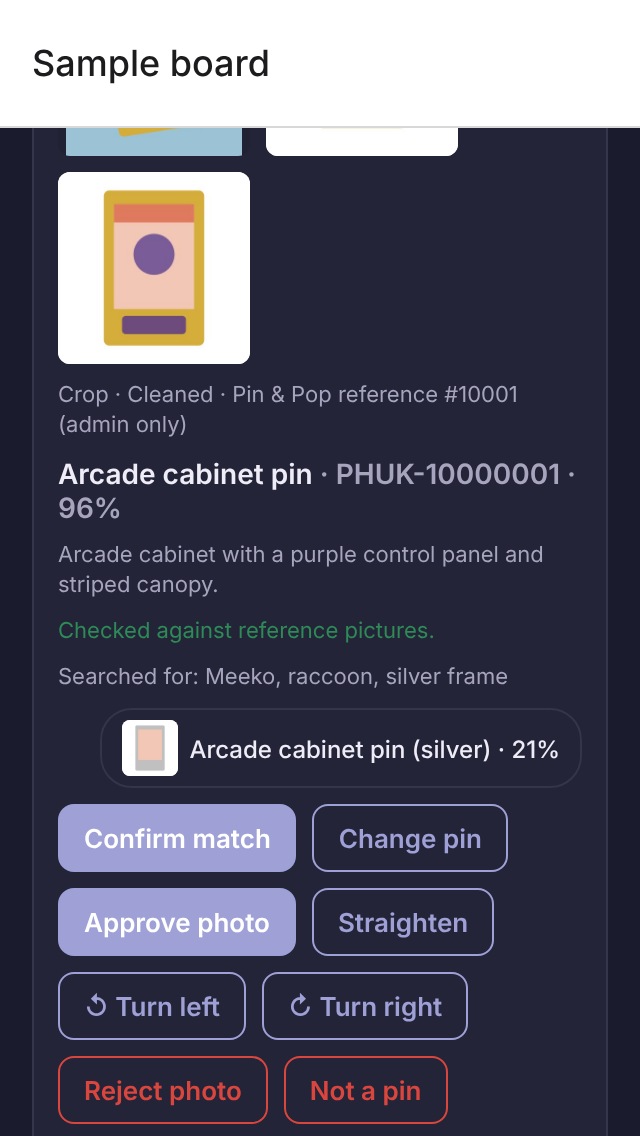 Sample board
Crop · Cleaned · Pin & Pop reference #10001
(admin only)
Arcade cabinet pin · PHUK-10000001 ·
96%
Arcade cabinet with a purple control panel and
striped canopy.
Checked against reference pictures.
Searched for: Meeko, raccoon, silver frame
Arcade cabinet pin (silver) · 21%
Confirm match
Change pin
Approve photo
Straighten
Turn left
Turn right
Reject photo
Not a pin